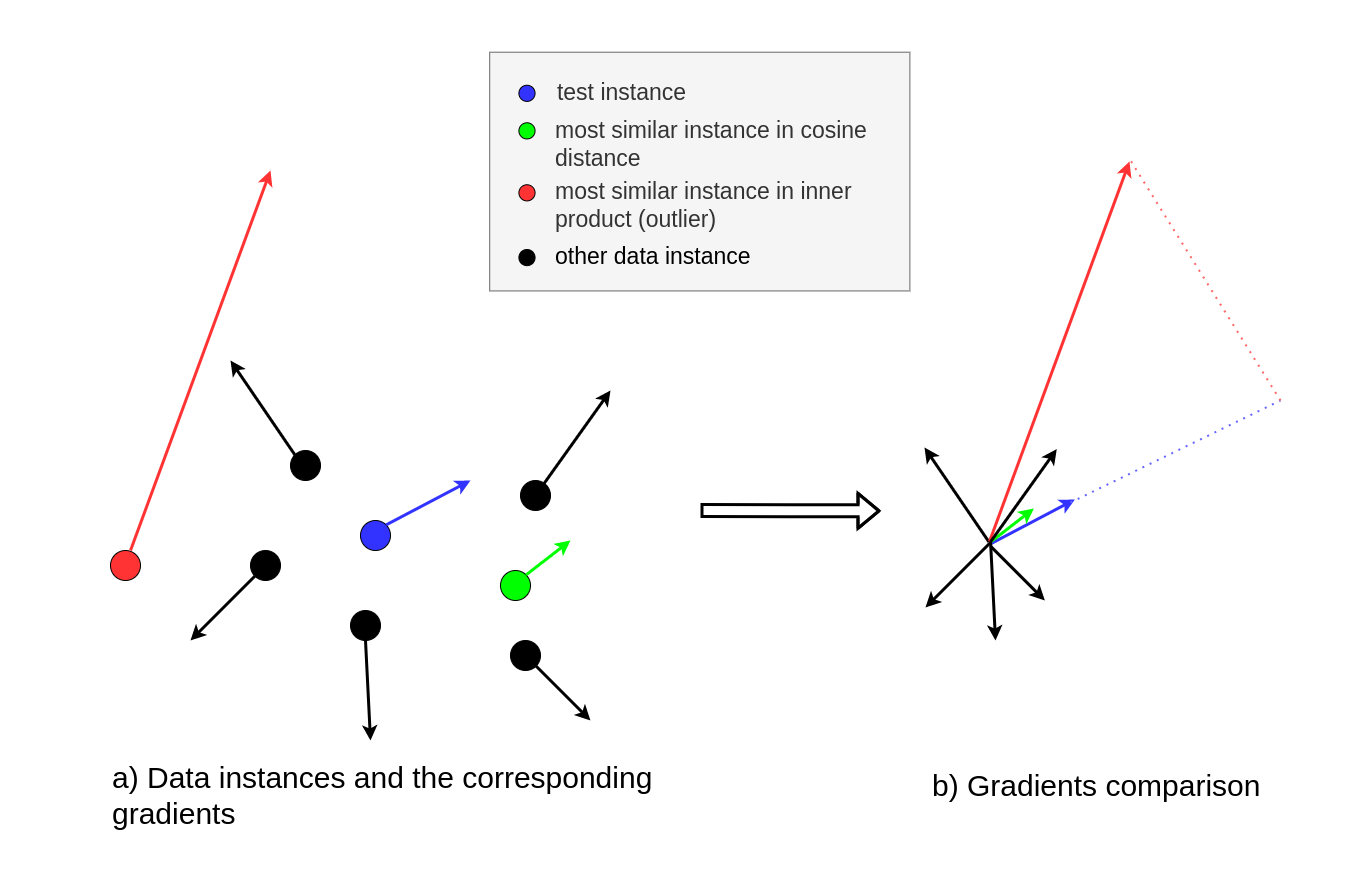 test instance
most similar instance in cosine
distance
most similar instance in inner
product (outlier)
other data instance
a) Data instances and the corresponding
gradients
b) Gradients comparison